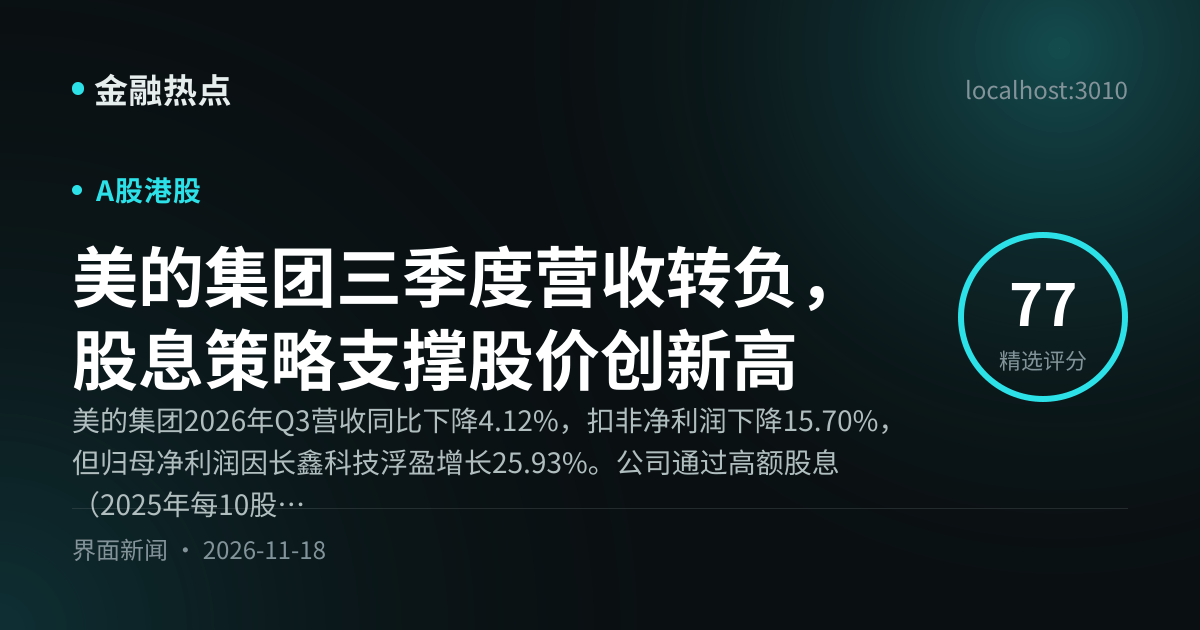 金融热点
localhost:3010
A股港股
美的集团三季度营收转负，
股息策略支撑股价创新高
77
精选评分
美的集团2026年Q3营收同比下降4.12%，扣非净利润下降15.70%，
但归母净利润因长鑫科技浮盈增长25.93%。公司通过高额股息
（2025年每10股…
界面新闻 · 2026-11-18